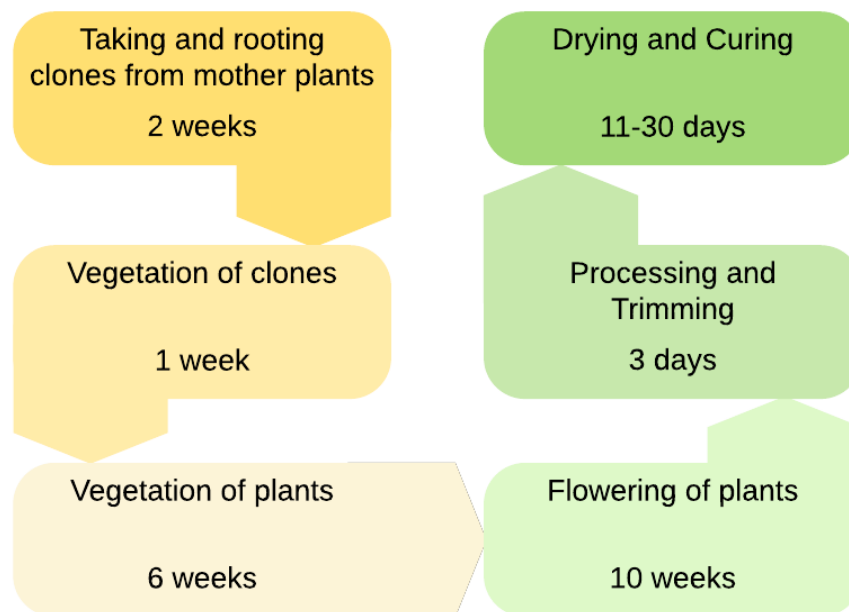 Taking and rooting
clones from mother plants
2 weeks
Vegetation of clones
1 week
Vegetation of plants
6 weeks
Flowering of plants
10 weeks
Processing and
Trimming
3 days
Drying and Curing
11-30 days